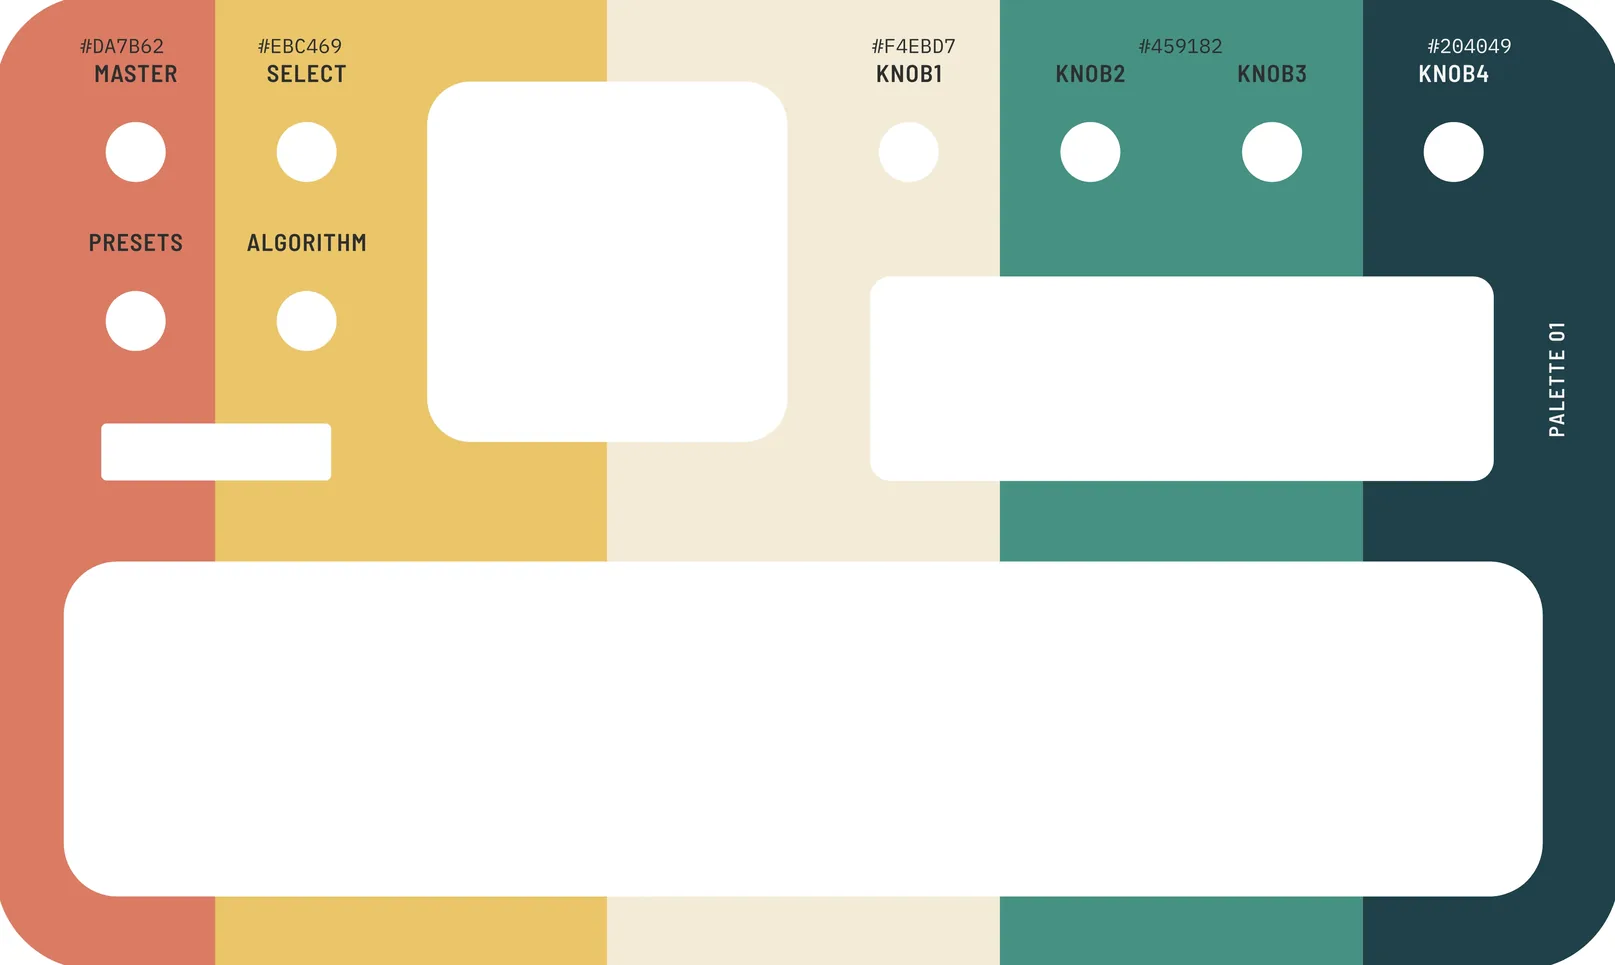 #DA7B62
#EBC469
#F4EBD7
#459182
#204049
MASTER
SELECT
KNOB1
KNOB2
KNOB3
KNOB4
PRESETS
ALGORITHM
PALETTE 01